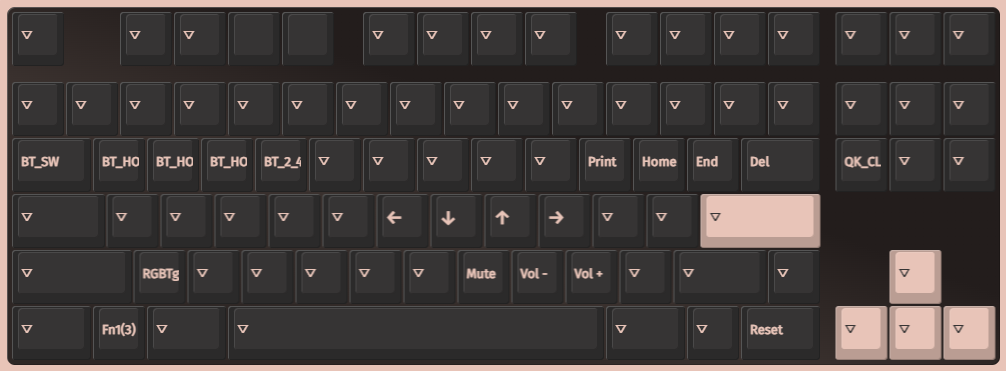 ▽ ▽ ▽ ▽ ▽ ▽ ▽ ▽ ▽ ▽ ▽ ▽ ▽ ▽
▽ ▽ ▽ ▽ ▽ ▽ ▽ ▽ ▽ ▽ ▽ ▽ ▽ ▽ ▽ ▽ ▽ ▽
BT_SW BT_HO BT_HO BT_HO BT_2_4 ▽ ▽ ▽ ▽ ▽ Print Home End Del QK_CL ▽ ▽
▽ ▽ ▽ ▽ ▽ ▽ ← ↓ ↑ → ▽ ▽ ▽
▽ RGBTg ▽ ▽ ▽ ▽ ▽ Mute Vol - Vol + ▽ ▽ ▽ ▽
▽ Fn1(3) ▽ ▽ ▽ ▽ Reset ▽ ▽ ▽